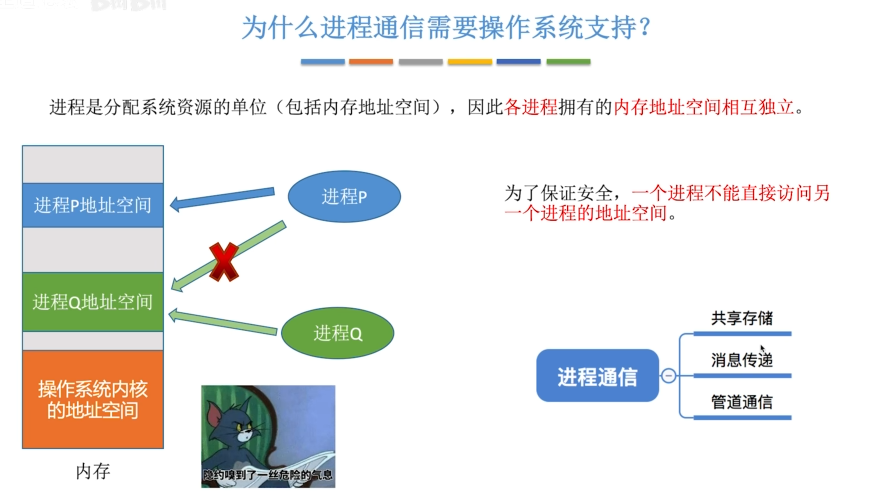 为什么进程通信需要操作系统支持？
进程是分配系统资源的单位（包括内存地址空间），因此各进程拥有的内存地址空间相互独立。
进程P地址空间
进程P
为了保证安全，一个进程不能直接访问另
一个进程的地址空间。
进程Q地址空间
进程Q
操作系统内核
的地址空间
内存
隐约嗅到了一丝危险的气息
进程通信
共享存储
消息传递
管道通信